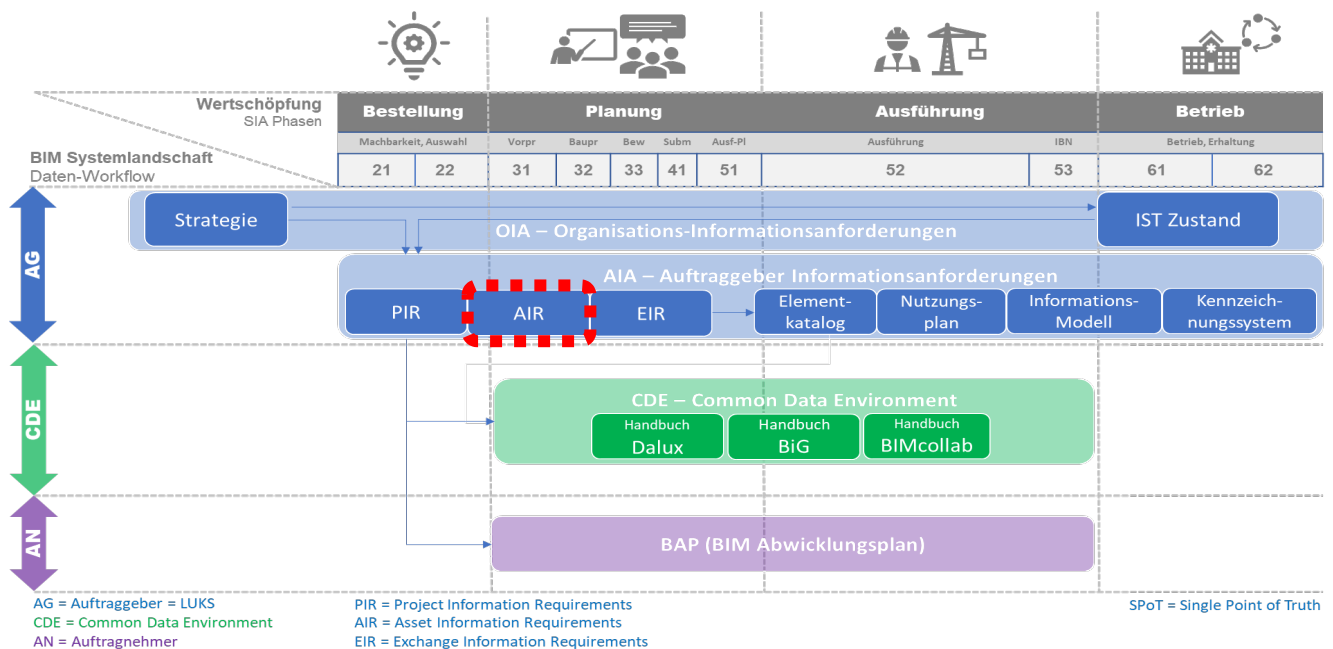 Wertschöpfung
SIA Phasen
Bestellung
Planung
Ausführung
Betrieb
Machbarkeit, Auswahl
Vorpr
Baupr
Bew
Subm
Ausf-Pl
Ausführung
IBN
Betrieb, Erhaltung
BIM Systemlandschaft
Daten-Workflow
21
22
31
32
33
41
51
52
53
61
62
AG
Strategie
IST Zustand
OIA – Organisations-Informationsanforderungen
AIA – Auftraggeber Informationsanforderungen
PIR
AIR
EIR
Element-
katalog
Nutzungs-
plan
Informations-
Modell
Kennzeich-
nungssystem
CDE
CDE – Common Data Environment
Handbuch
Dalux
Handbuch
BiG
Handbuch
BIMcollab
AN
BAP (BIM Abwicklungsplan)
AG = Auftraggeber = LUKS
CDE = Common Data Environment
AN = Auftragnehmer
PIR = Project Information Requirements
AIR = Asset Information Requirements
EIR = Exchange Information Requirements
SPoT = Single Point of Truth